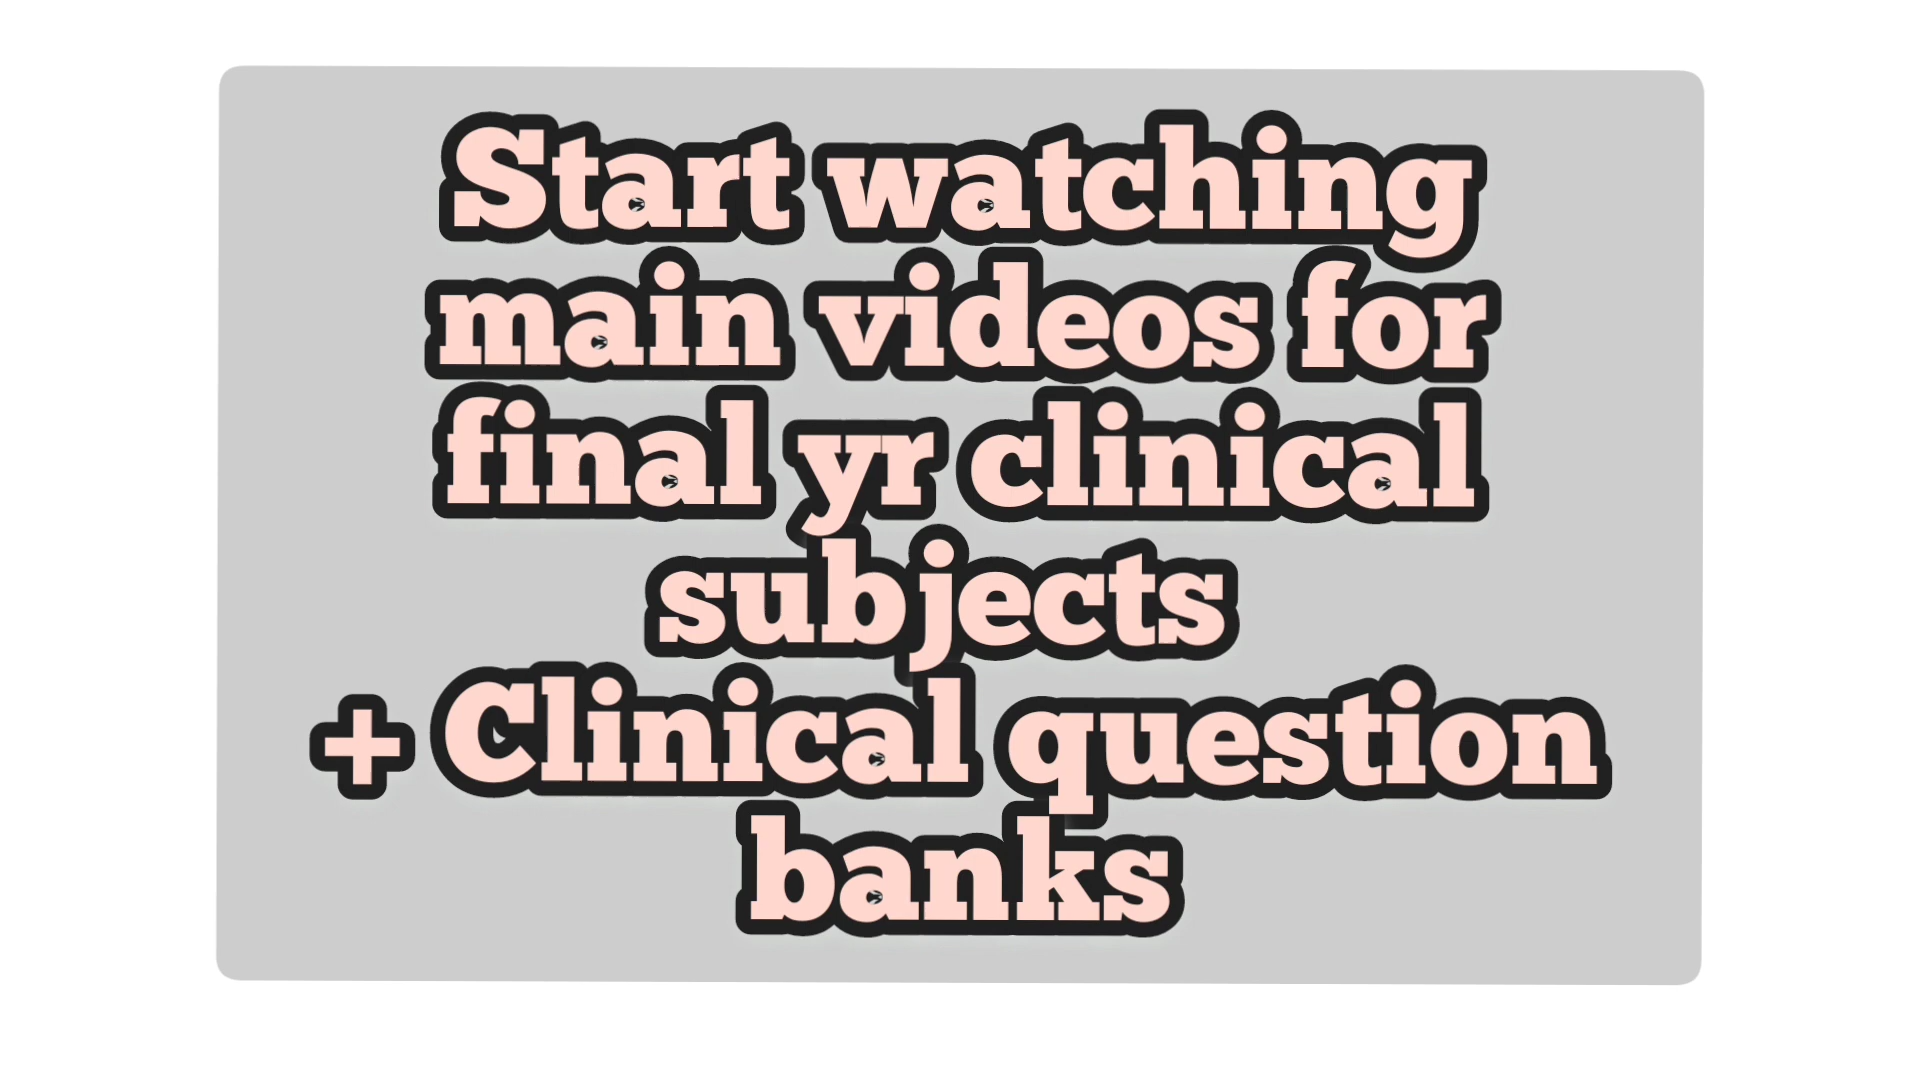 Start watching
main videos for
final yr clinical
subjects
+ Clinical question
banks